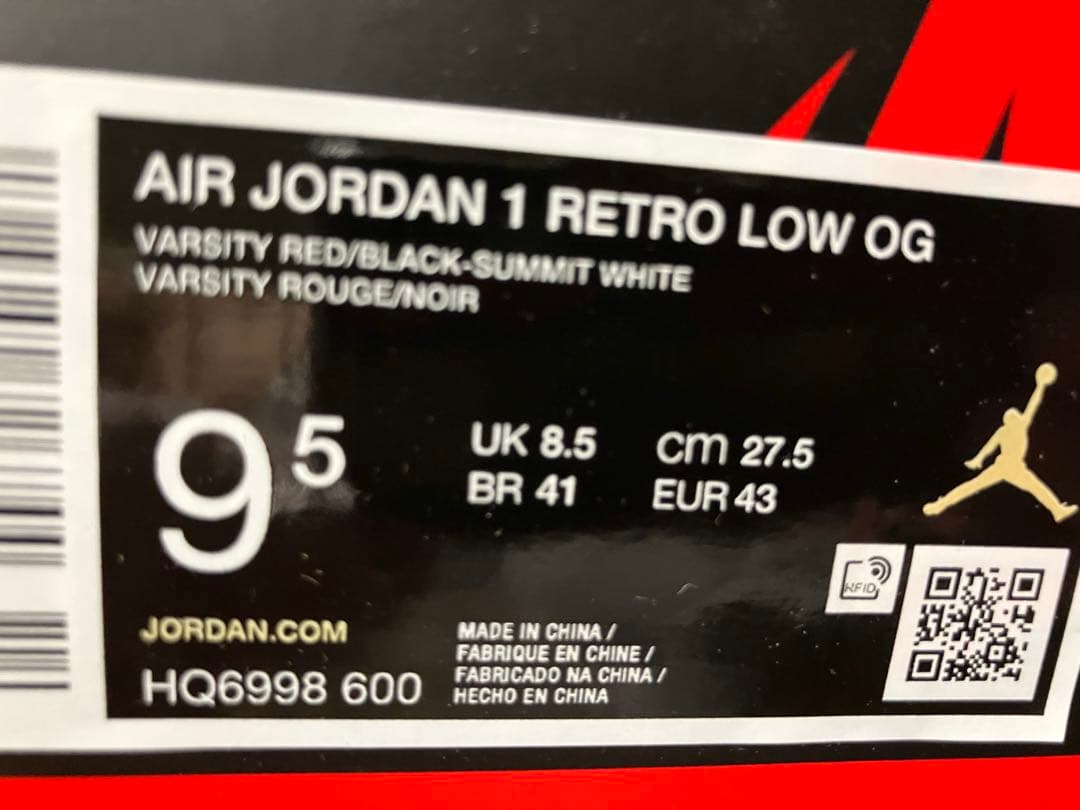 AIR JORDAN 1 RETRO LOW OG
VARSITY RED/BLACK-SUMMIT WHITE
VARSITY ROUGE/NOIR
9 5
UK 8.5 cm 27.5
BR 41 EUR 43
RFID
JORDAN.COM
HQ6998 600
MADE IN CHINA /
FABRIQUE EN CHINE /
FABRICADO NA CHINA /
HECHO EN CHINA